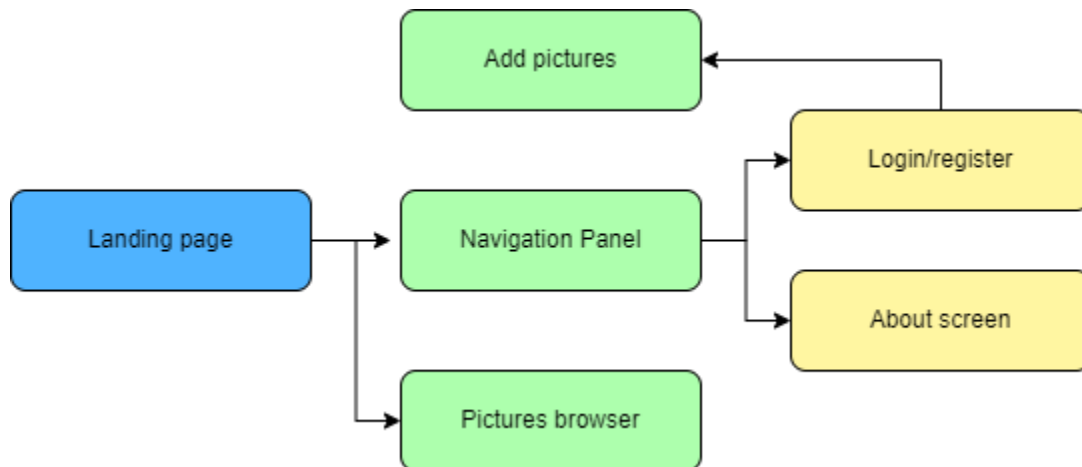 Add pictures
Login/register
Landing page
Navigation Panel
About screen
Pictures browser